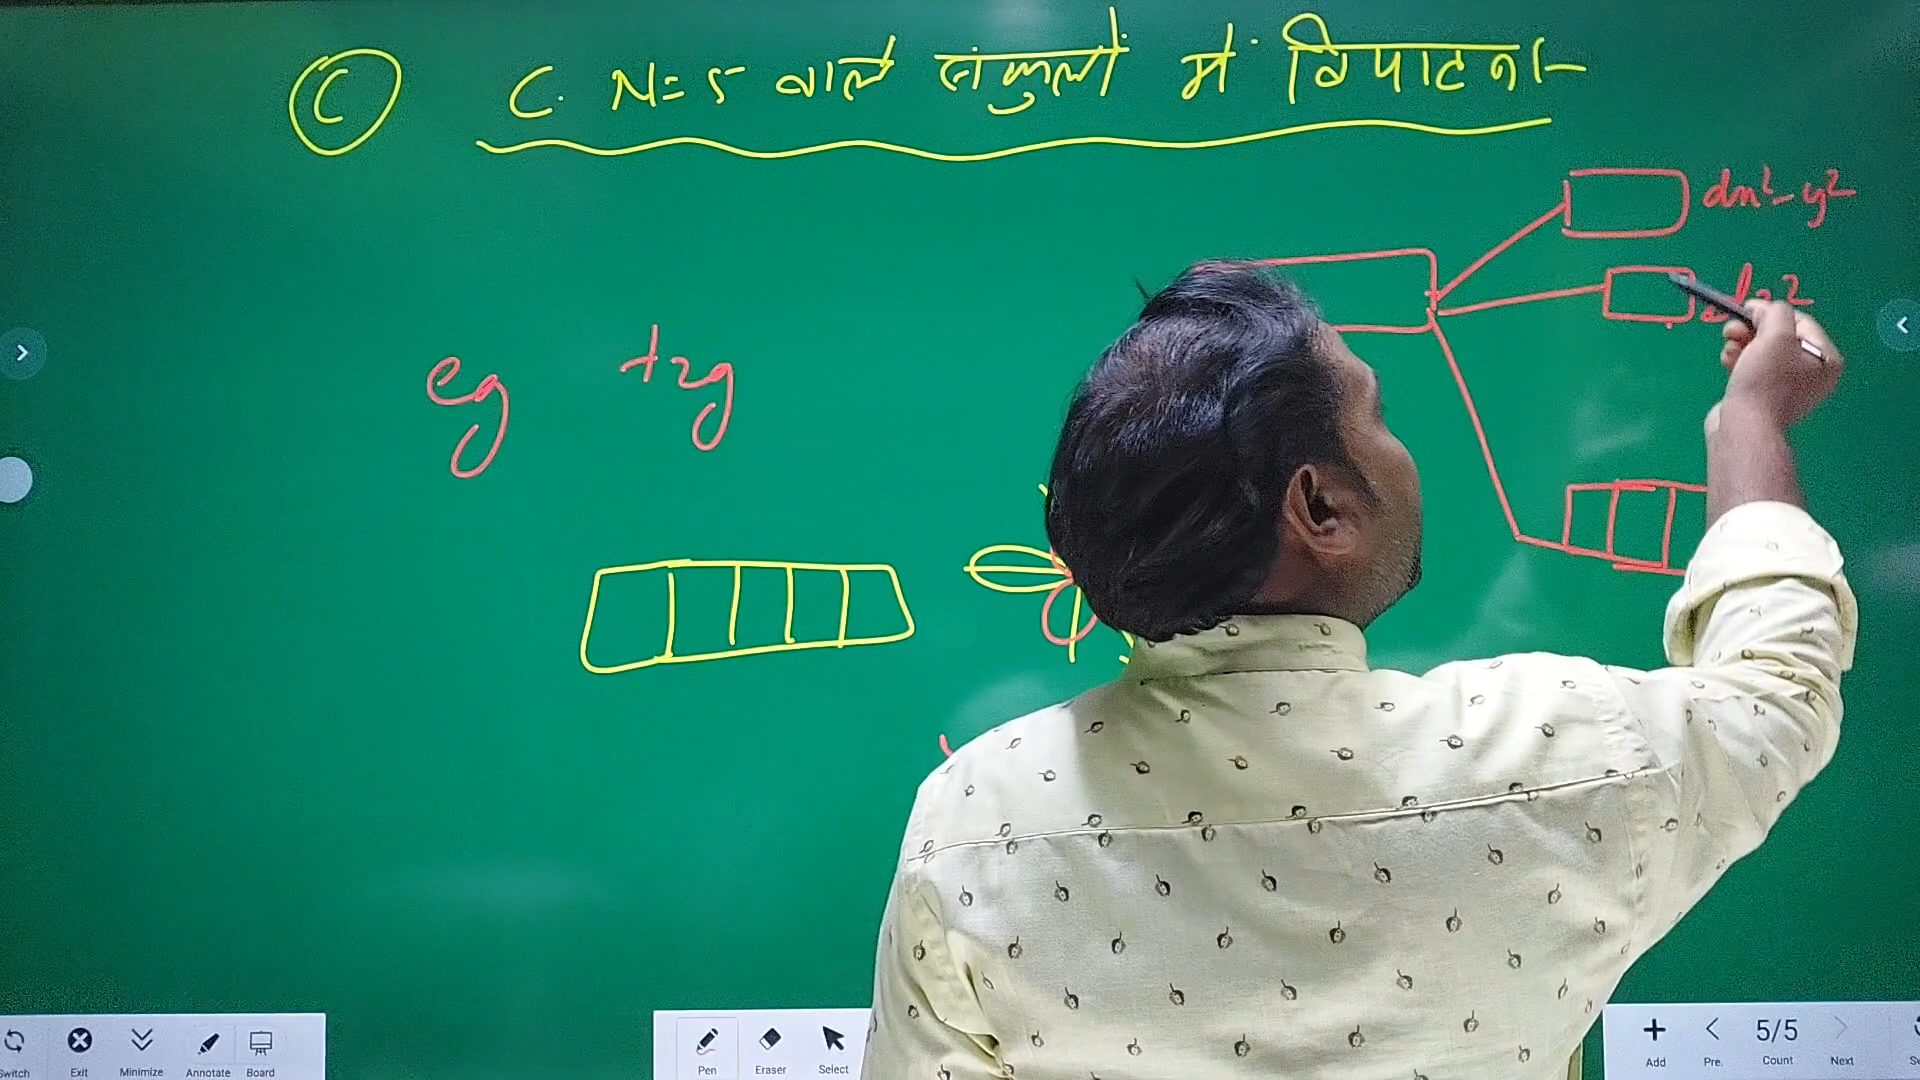 C C. N=5 वाले संकुलों में विपाटन:-
dx²-y²
dz²
eg t2g
Switch Exit Minimize Annotate Board Pen Eraser Select Add Pre. 5/5 Count Next